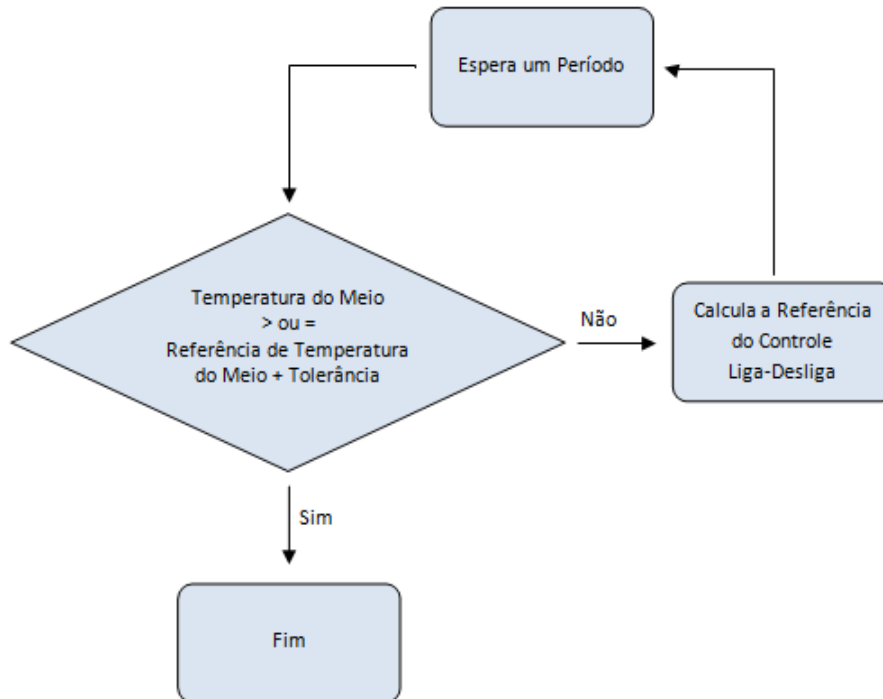 Espera um Período
Temperatura do Meio
> ou =
Referência de Temperatura
do Meio + Tolerância
Não
Calcula a Referência
do Controle
Liga-Desliga
Sim
Fim